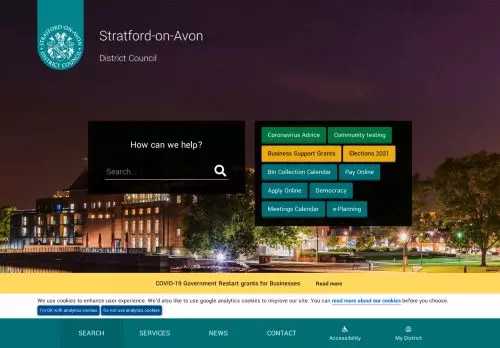 STRATFORD-ON-AVON
DISTRICT COUNCIL
Stratford-on-Avon
District Council
How can we help?
Search...
Coronavirus Advice
Community testing
Business Support Grants
Elections 2021
Bin Collection Calendar
Pay Online
Apply Online
Democracy
Meetings Calendar
e-Planning
COVID-19 Government Restart grants for Businesses
Read more
We use cookies to enhance user experience. We'd also like to use google analytics cookies to improve our site. You can read more about our cookies before you choose.
I'm OK with analytics cookies
Do not use analytics cookies
SEARCH
SERVICES
NEWS
CONTACT
Accessibility
My District